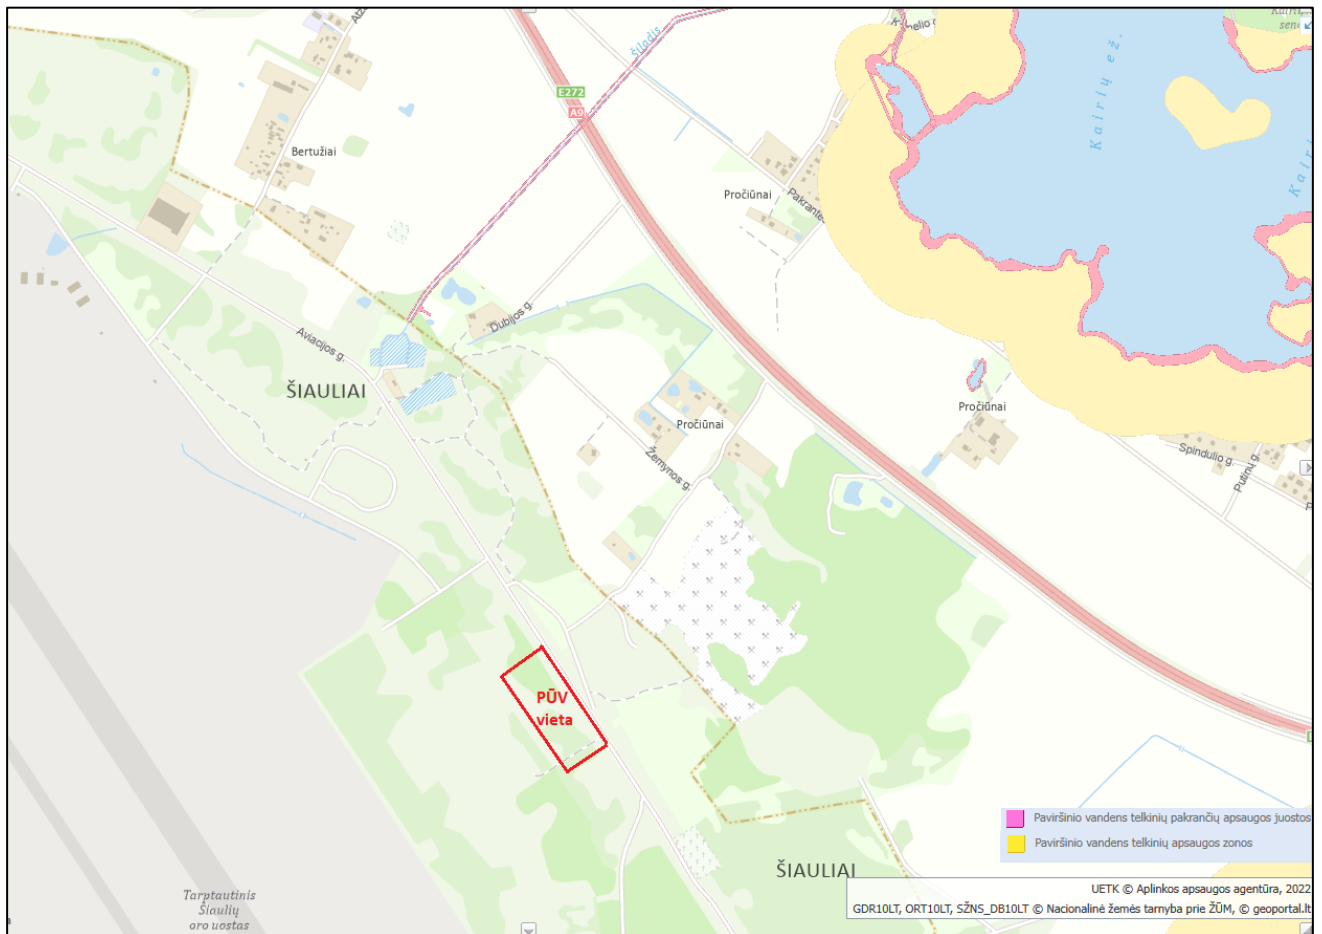 Šiladis
E272
A9
Kairių ež.
Bertužiai
Pročiūnai
Pakrantės
Dubijos g.
Aviacijos g.
ŠIAULIAI
Pročiūnai
Žemynos g.
Pročiūnai
Spindulio g.
Putinų g.
PŪV
vieta
Paviršinio vandens telkinių pakrančių apsaugos juostos
Paviršinio vandens telkinių apsaugos zonos
ŠIAULIAI
Tarptautinis
Šiaulių
oro uostas
UETK © Aplinkos apsaugos agentūra, 2022
GDR10LT, ORT10LT, SŽNS_DB10LT © Nacionalinė žemės tarnyba prie ŽŪM, © geoportal.lt